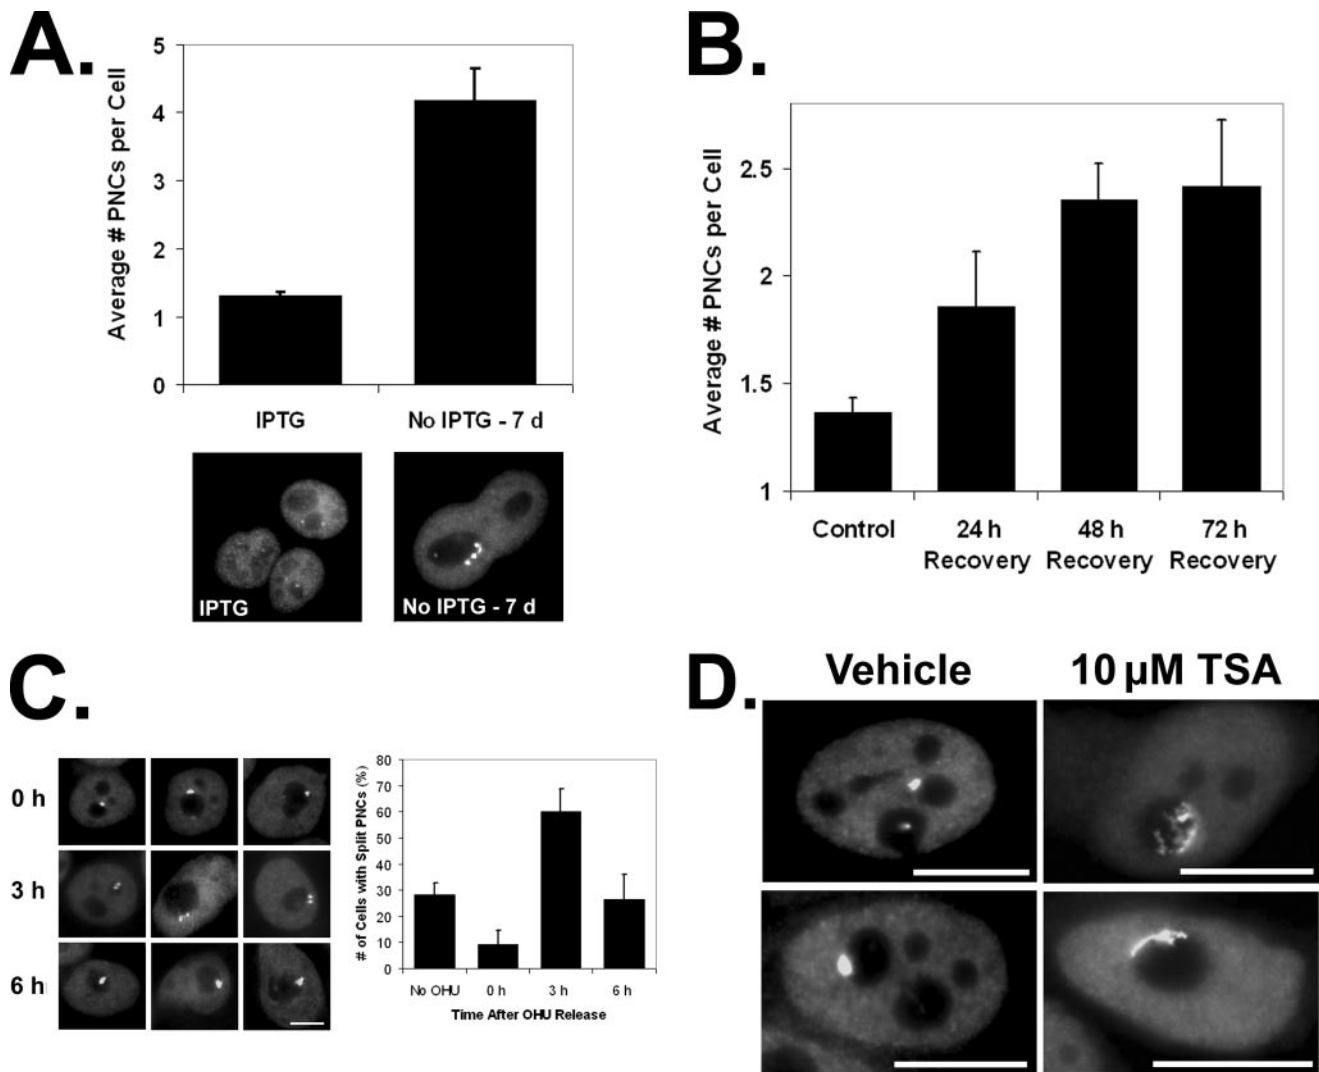 A.
5
4
3
2
1
0
Average # PNCs per Cell
IPTG
No IPTG - 7 d
IPTG
No IPTG - 7 d
B.
2.5
2
1.5
1
Average # PNCs per Cell
Control
24 h Recovery
48 h Recovery
72 h Recovery
C.
0 h
3 h
6 h
80
70
60
50
40
30
20
10
0
# of Cells with Split PNCs (%)
No OHU
0 h
3 h
6 h
Time After OHU Release
D.
Vehicle
10 µM TSA